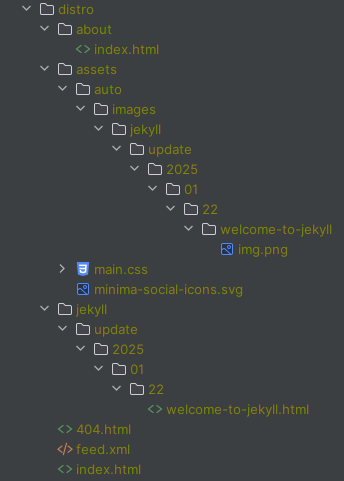 distro
about
index.html
assets
auto
images
jekyll
update
2025
01
22
welcome-to-jekyll
img.png
main.css
minima-social-icons.svg
jekyll
update
2025
01
22
welcome-to-jekyll.html
404.html
feed.xml
index.html